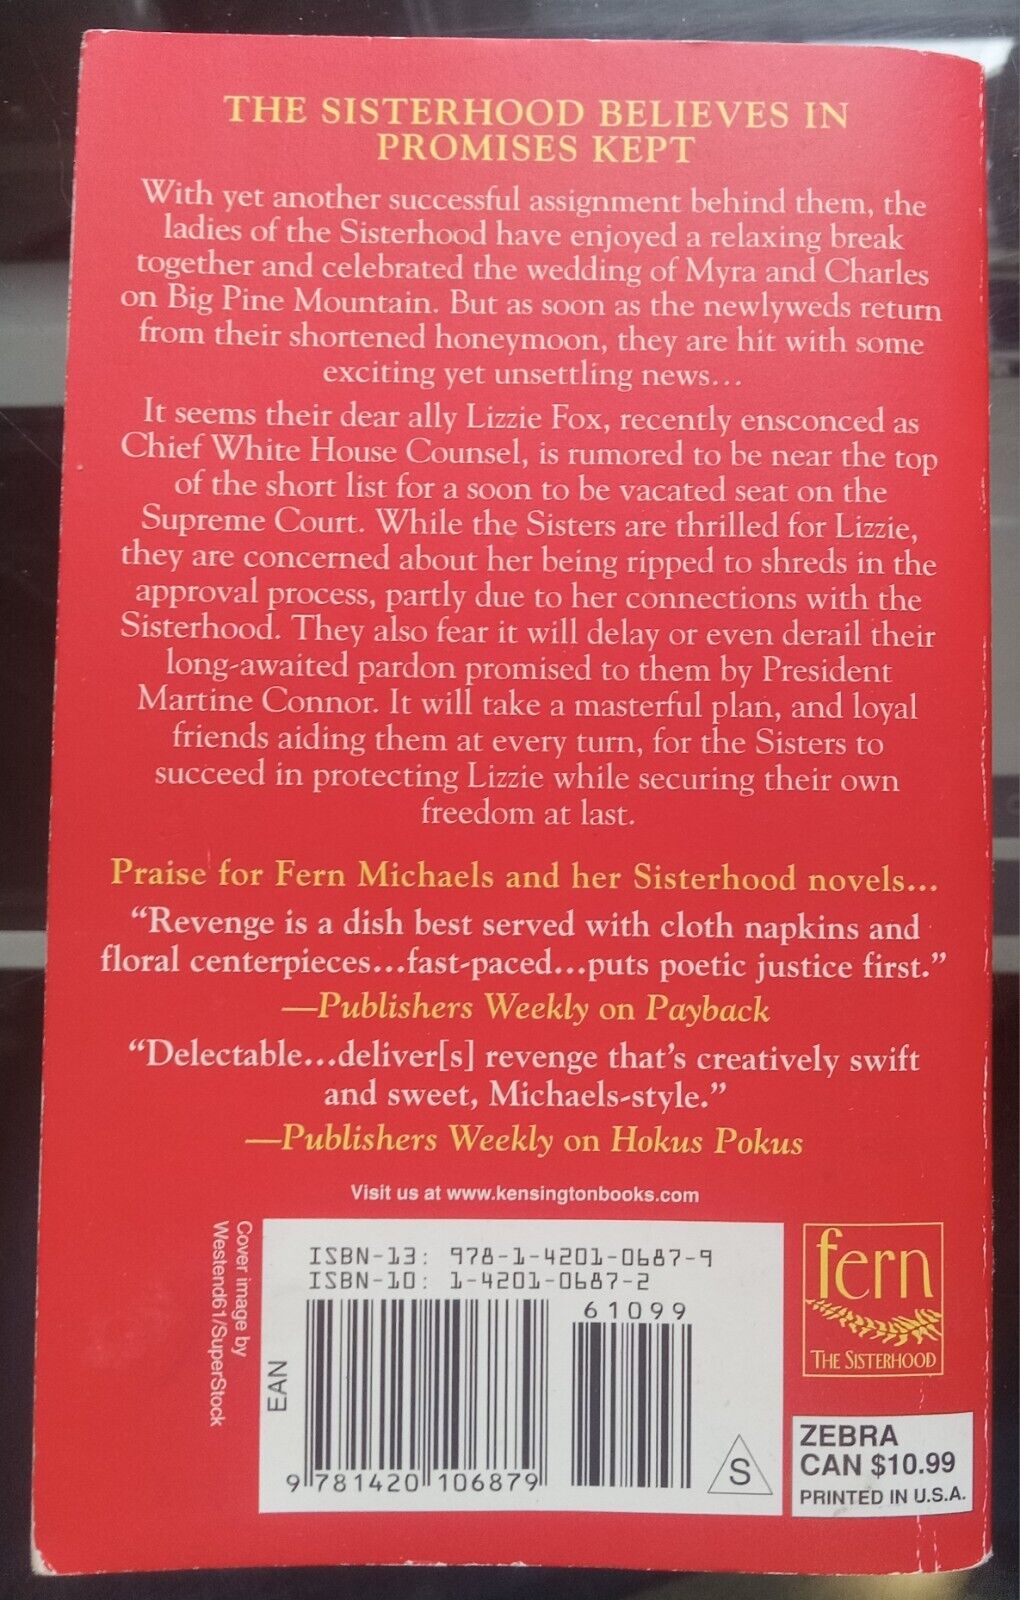 THE SISTERHOOD BELIEVES IN
PROMISES KEPT
With yet another successful assignment behind them, the
ladies of the Sisterhood have enjoyed a relaxing break
together and celebrated the wedding of Myra and Charles
on Big Pine Mountain. But as soon as the newlyweds return
from their shortened honeymoon, they are hit with some
exciting yet unsettling news…
It seems their dear ally Lizzie Fox, recently ensconced as
Chief White House Counsel, is rumored to be near the top
of the short list for a soon to be vacated seat on the
Supreme Court. While the Sisters are thrilled for Lizzie,
they are concerned about her being ripped to shreds in the
approval process, partly due to her connections with the
Sisterhood. They also fear it will delay or even derail their
long-awaited pardon promised to them by President
Martine Connor. It will take a masterful plan, and loyal
friends aiding them at every turn, for the Sisters to
succeed in protecting Lizzie while securing their own
freedom at last.
Praise for Fern Michaels and her Sisterhood novels…
“Revenge is a dish best served with cloth napkins and
floral centerpieces…fast-paced…puts poetic justice first.”
—Publishers Weekly on Payback
“Delectable…deliver[s] revenge that’s creatively swift
and sweet, Michaels-style.”
—Publishers Weekly on Hokus Pokus
Visit us at www.kensingtonbooks.com
Cover image by
Westend61/SuperStock
ISBN-13: 978-1-4201-0687-9
ISBN-10: 1-4201-0687-2
61099
EAN
9 781420 106879
S
fern
THE SISTERHOOD
ZEBRA
CAN $10.99
PRINTED IN U.S.A.